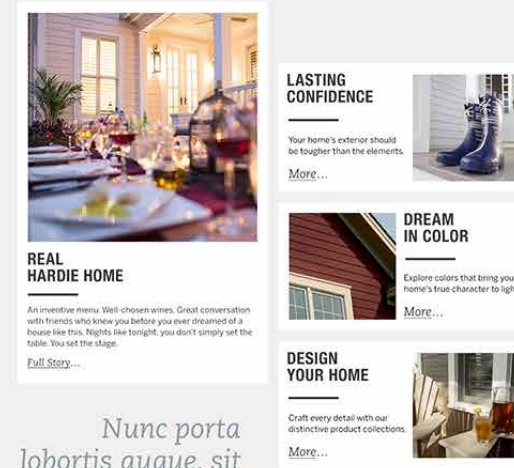 REAL
HARDIE HOME
An inventive menu. Well-chosen wines. Great conversation
with friends who knew you before you ever dreamed of a
house like this. Nights like tonight, you don't simply set the
table. You set the stage.
Full Story...
Nunc porta
lobortis augue, sit
LASTING
CONFIDENCE
Your home's exterior should
be tougher than the elements.
More...
DREAM
IN COLOR
Explore colors that bring you
home's true character to ligh
More...
DESIGN
YOUR HOME
Craft every detail with our
distinctive product collections.
More...